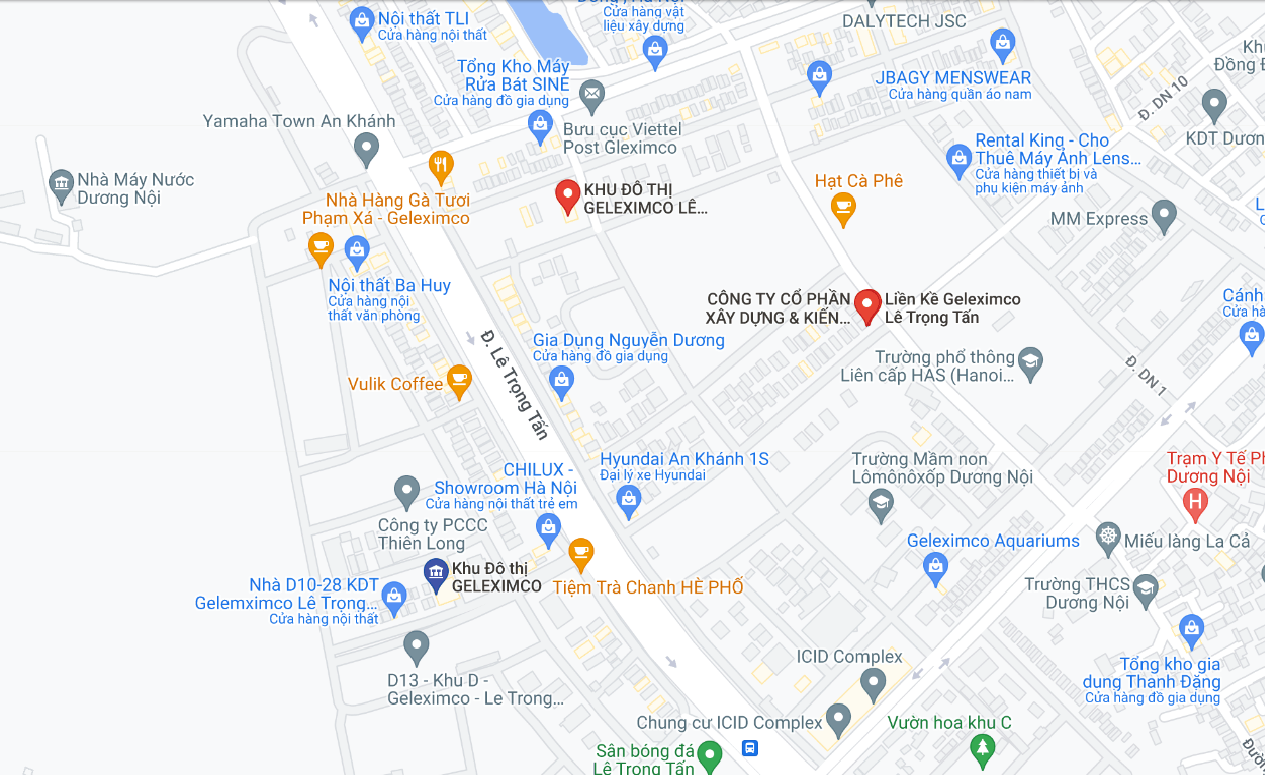 Nội thất TLI
Cửa hàng nội thất
Cửa hàng vật
liệu xây dựng
DALYTECH JSC
Tổng Kho Máy
Rửa Bát SINE
Cửa hàng đồ gia dụng
JBAGY MENSWEAR
Cửa hàng quần áo nam
Đ. DN 10
Yamaha Town An Khánh
Bưu cục Viettel
Post Gleximco
Rental King - Cho
Thuê Máy Ảnh Lens...
Cửa hàng thiết bị và
phụ kiện máy ảnh
KDT Dương
Nhà Máy Nước
Dương Nội
Nhà Hàng Gà Tươi
Phạm Xá - Geleximco
KHU ĐÔ THỊ
GELEXIMCO LÊ...
Hạt Cà Phê
MM Express
Nội thất Ba Huy
Cửa hàng nội
thất văn phòng
CÔNG TY CỔ PHẦN
XÂY DỰNG & KIẾN...
Liền Kề Geleximco
Lê Trọng Tấn
Đ. Lê Trọng Tấn
Gia Dụng Nguyễn Dương
Cửa hàng đồ gia dụng
Trường phổ thông
Liên cấp HAS (Hanoi...
Đ. DN 1
Vulik Coffee
CHILUX -
Showroom Hà Nội
Cửa hàng nội thất trẻ em
Hyundai An Khánh 1S
Đại lý xe Hyundai
Trường Mầm non
Lômônôxốp Dương Nội
Trạm Y Tế Ph
Dương Nội
H
Công ty PCCC
Thiên Long
Geleximco Aquariums
Miếu làng La Cả
Khu Đô thị
GELEXIMCO
Tiệm Trà Chanh HÈ PHỐ
Nhà D10-28 KDT
Gelemximco Lê Trọng...
Cửa hàng nội thất
Trường THCS
Dương Nội
D13 - Khu D -
Geleximco - Le Trong...
ICID Complex
Tổng kho gia
dụng Thanh Đặng
Cửa hàng đồ gia dụng
Chung cư ICID Complex
Vườn hoa khu C
Sân bóng đá
Lê Trọng Tấn